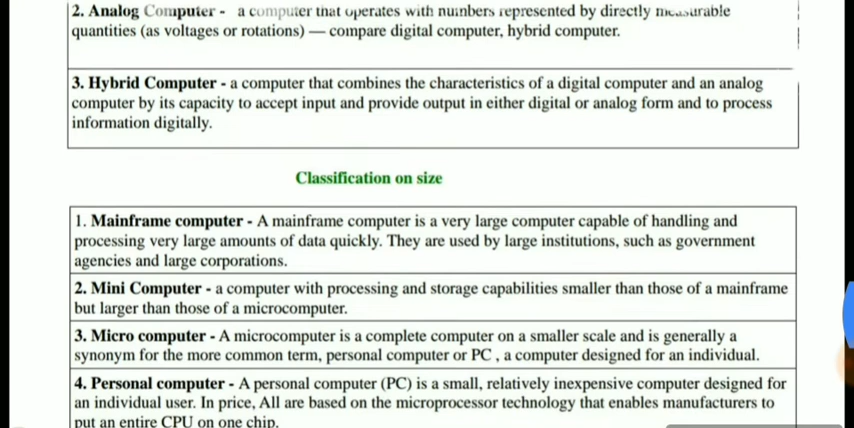 2. Analog Computer - a computer that operates with numbers represented by directly measurable
quantities (as voltages or rotations) — compare digital computer, hybrid computer.
3. Hybrid Computer - a computer that combines the characteristics of a digital computer and an analog
computer by its capacity to accept input and provide output in either digital or analog form and to process
information digitally.
Classification on size
1. Mainframe computer - A mainframe computer is a very large computer capable of handling and
processing very large amounts of data quickly. They are used by large institutions, such as government
agencies and large corporations.
2. Mini Computer - a computer with processing and storage capabilities smaller than those of a mainframe
but larger than those of a microcomputer.
3. Micro computer - A microcomputer is a complete computer on a smaller scale and is generally a
synonym for the more common term, personal computer or PC , a computer designed for an individual.
4. Personal computer - A personal computer (PC) is a small, relatively inexpensive computer designed for
an individual user. In price, All are based on the microprocessor technology that enables manufacturers to
put an entire CPU on one chip.